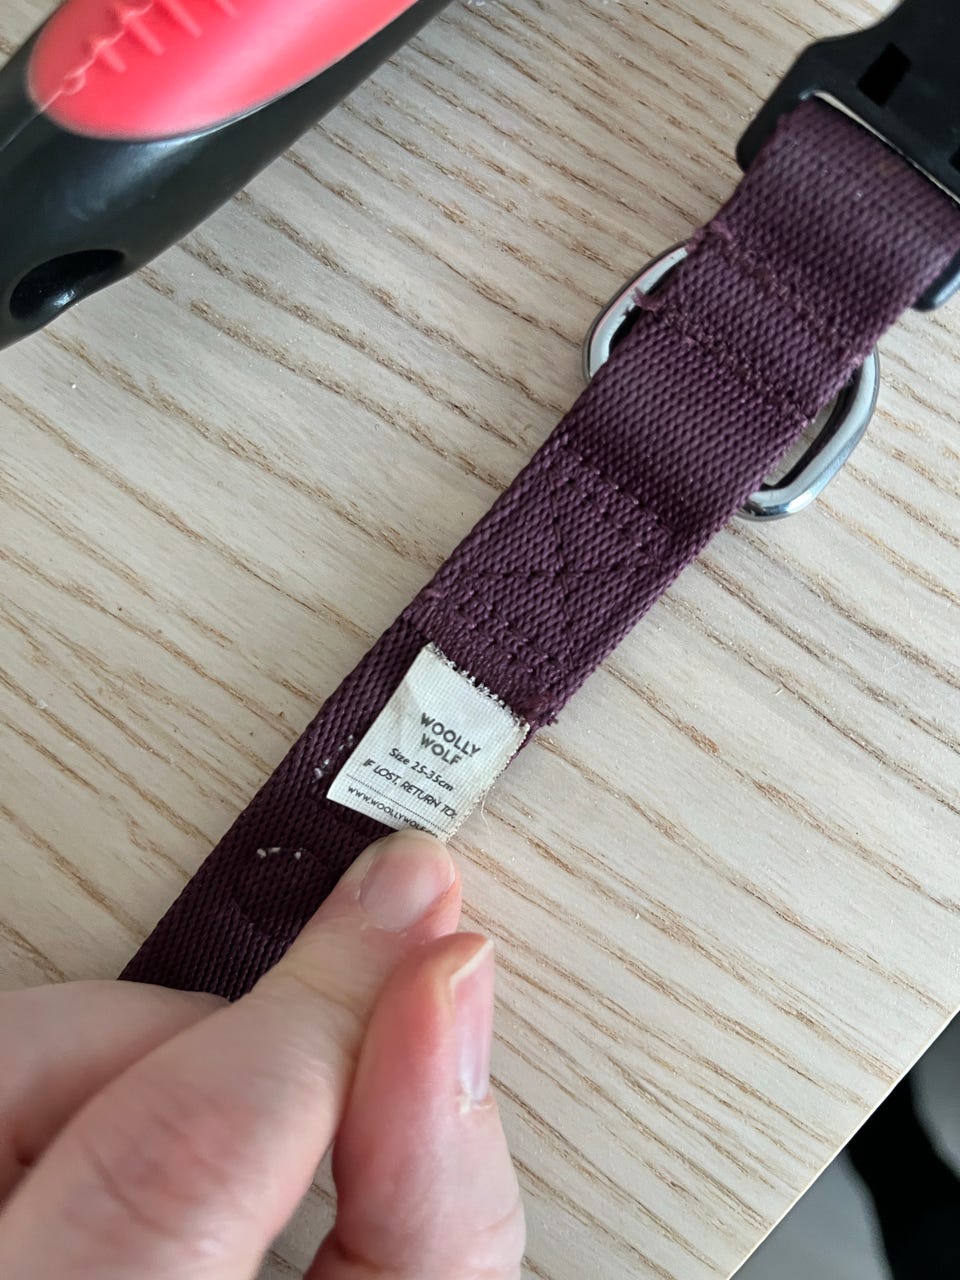 WOOLLY
WOLF
Size 25-35cm
IF LOST, RETURN TO: